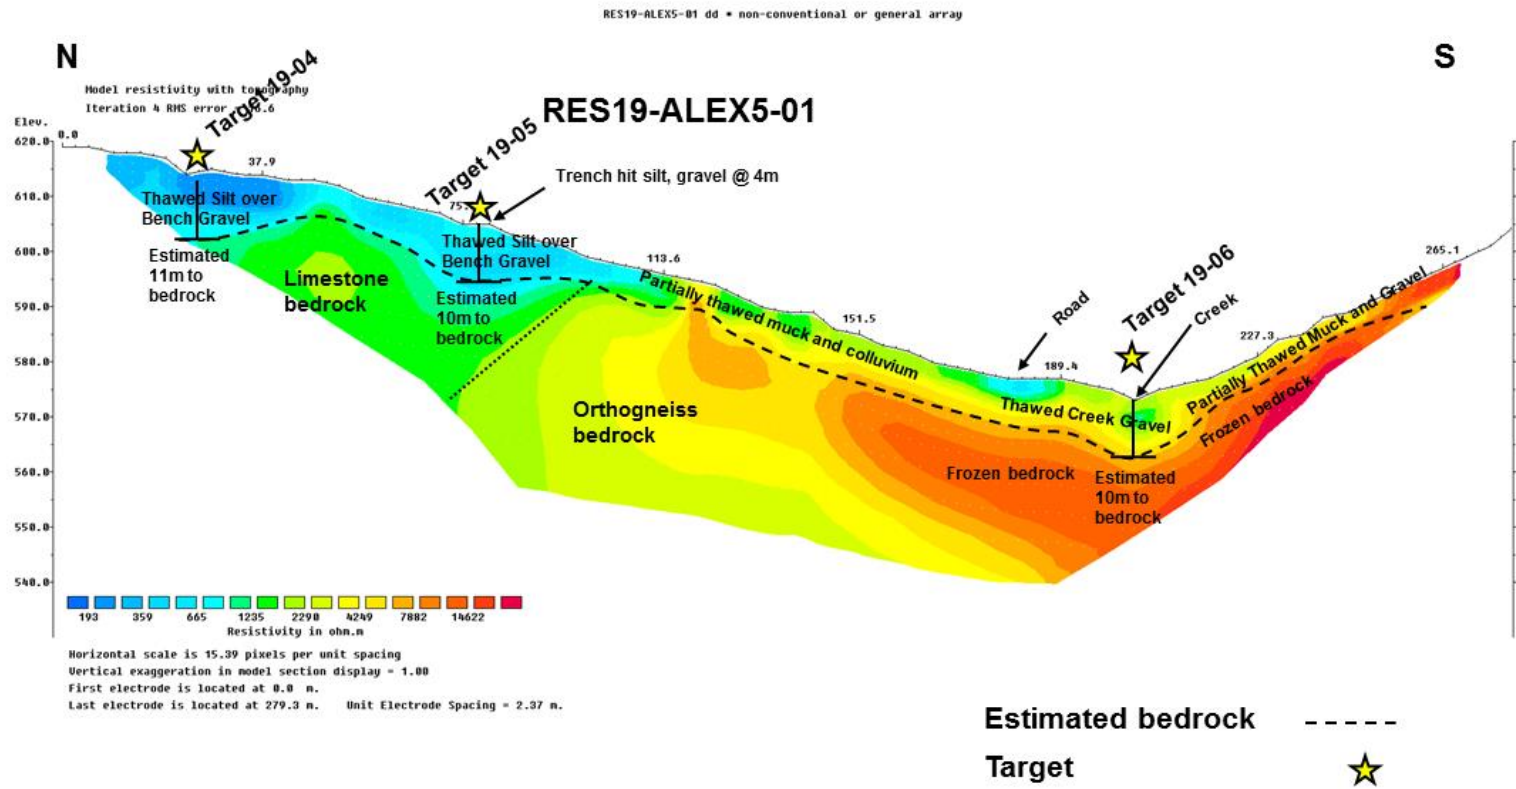 RES19-ALEX5-01 dd * non-conventional or general array
N
S
Model resistivity with topography
Iteration 4 RMS error
Target 19-04
RES19-ALEX5-01
Elev.
0.0
620.0
610.0
600.0
590.0
580.0
570.0
560.0
550.0
540.0
37.9
Target 19-05
75.
Trench hit silt, gravel @ 4m
Thawed Silt over
Bench Gravel
Estimated
11m to
bedrock
Limestone
bedrock
Thawed Silt over
Bench Gravel
Estimated
10m to
bedrock
113.6
Partially thawed muck and colluvium
151.5
Orthogneiss
bedrock
Road
189.4
Target 19-06
Creek
Thawed Creek Gravel
Frozen bedrock
Estimated
10m to
bedrock
227.3
265.1
Partially Thawed Muck and Gravel
Frozen bedrock
193 359 665 1235 2290 4249 7882 14622
Resistivity in ohm.m
Horizontal scale is 15.39 pixels per unit spacing
Vertical exaggeration in model section display = 1.00
First electrode is located at 0.0 m.
Last electrode is located at 279.3 m. Unit Electrode Spacing = 2.37 m.
Estimated bedrock
Target